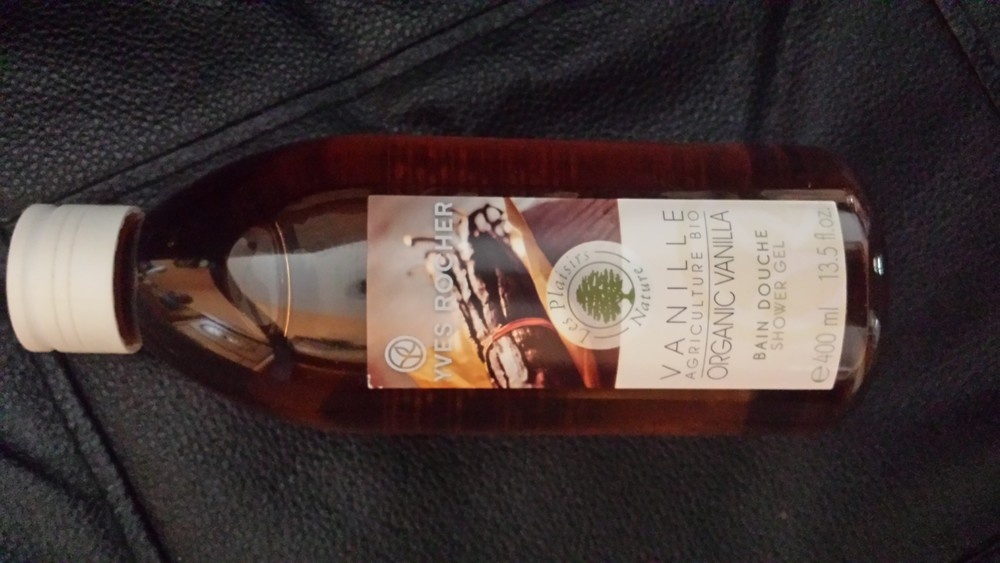 YVES ROCHER
Les Plaisirs
Nature
VANILLE
AGRICULTURE BIO
ORGANIC VANILLA
BAIN DOUCHE
SHOWER GEL
℮400 ml 13.5 fl.oz.